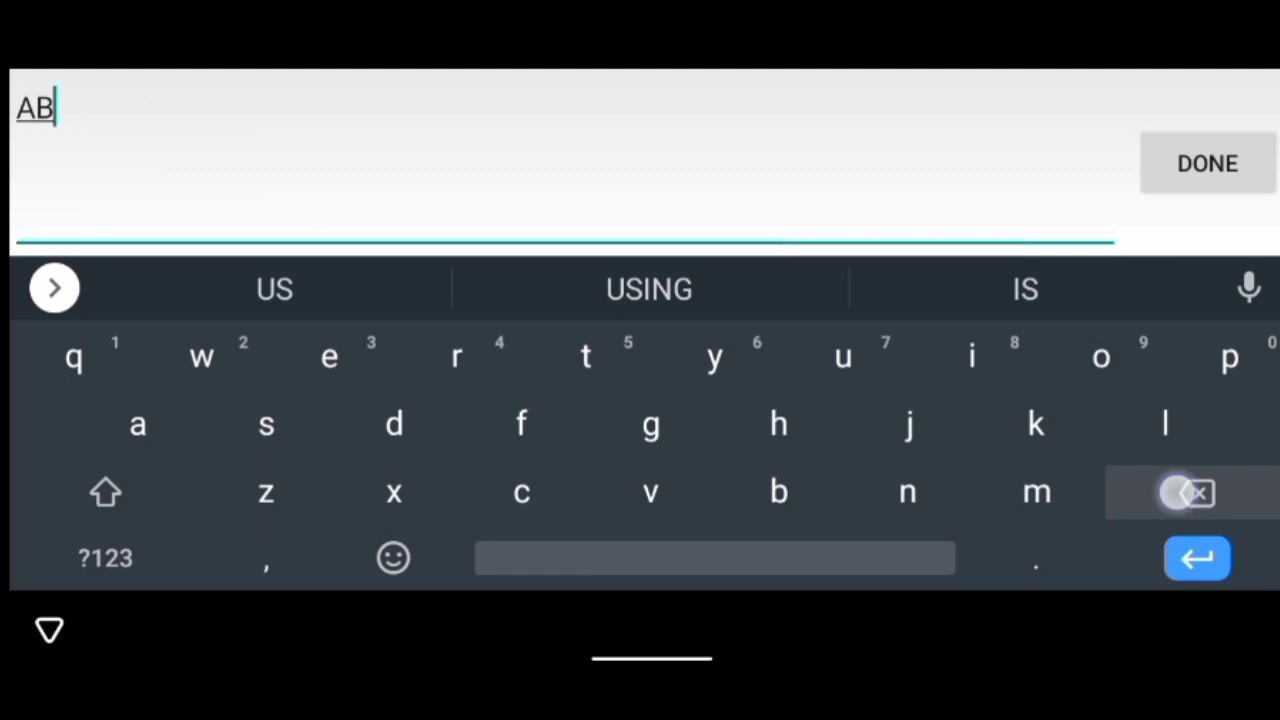 AB
DONE
US USING IS
q 1 w 2 e 3 r 4 t 5 y 6 u 7 i 8 o 9 p 0
a s d f g h j k l
z x c v b n m
?123 , .